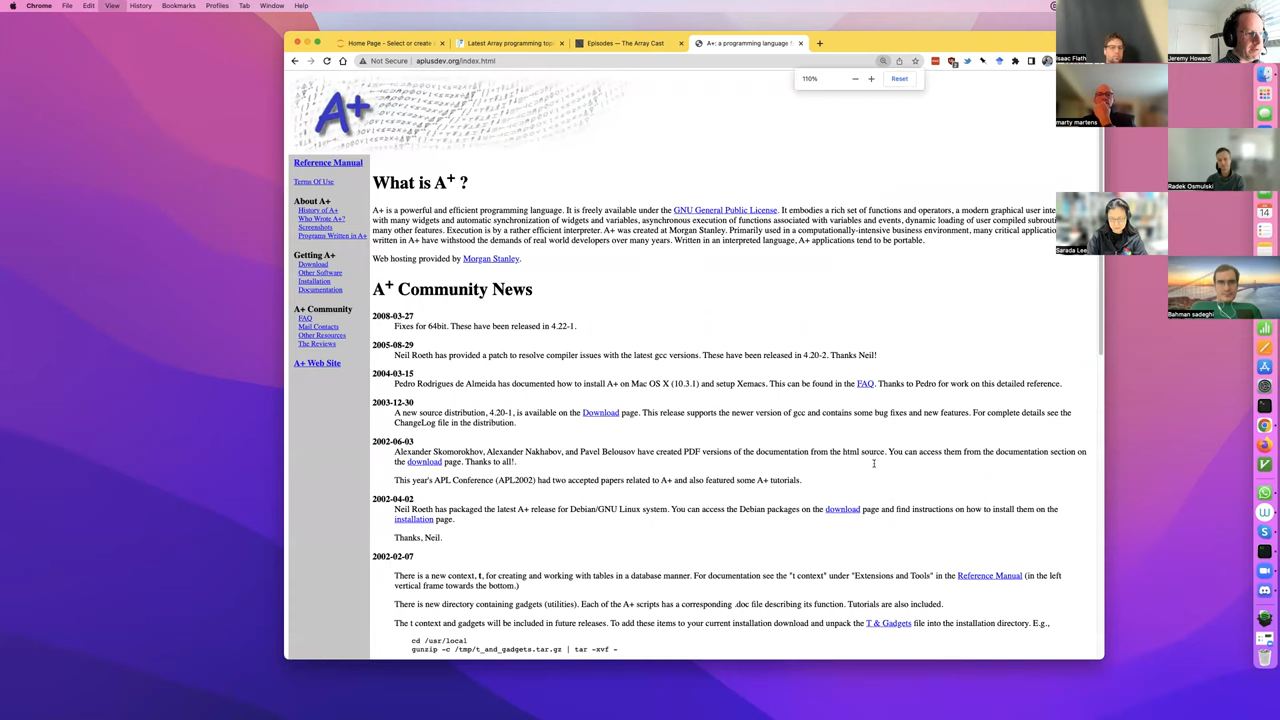 Chrome File Edit View History Bookmarks Profiles Tab Window Help
Home Page - Select or create
Latest Array programming top
Episodes — The Array Cast
A+: a programming language f
Not Secure aplusdev.org/index.html
110% Reset
A+
Reference Manual
Terms Of Use
About A+
History of A+
Who Wrote A+?
Screenshots
Programs Written in A+
Getting A+
Download
Other Software
Installation
Documentation
A+ Community
FAQ
Mail Contacts
Other Resources
The Reviews
A+ Web Site
What is A+ ?
A+ is a powerful and efficient programming language. It is freely available under the GNU General Public License. It embodies a rich set of functions and operators, a modern graphical user inte
with many widgets and automatic synchronization of widgets and variables, asynchronous execution of functions associated with variables and events, dynamic loading of user compiled subrout
many other features. Execution is by a rather efficient interpreter. A+ was created at Morgan Stanley. Primarily used in a computationally-intensive business environment, many critical applicatio
written in A+ have withstood the demands of real world developers over many years. Written in an interpreted language, A+ applications tend to be portable.
Web hosting provided by Morgan Stanley.
A+ Community News
2008-03-27
Fixes for 64bit. These have been released in 4.22-1.
2005-08-29
Neil Roeth has provided a patch to resolve compiler issues with the latest gcc versions. These have been released in 4.20-2. Thanks Neil!
2004-03-15
Pedro Rodrigues de Almeida has documented how to install A+ on Mac OS X (10.3.1) and setup Xemacs. This can be found in the FAQ. Thanks to Pedro for work on this detailed reference.
2003-12-30
A new source distribution, 4.20-1, is available on the Download page. This release supports the newer version of gcc and contains some bug fixes and new features. For complete details see the
ChangeLog file in the distribution.
2002-06-03
Alexander Skomorokhov, Alexander Nakhabov, and Pavel Belousov have created PDF versions of the documentation from the html source. You can access them from the documentation section on
the download page. Thanks to all!.
This year's APL Conference (APL2002) had two accepted papers related to A+ and also featured some A+ tutorials.
2002-04-02
Neil Roeth has packaged the latest A+ release for Debian/GNU Linux system. You can access the Debian packages on the download page and find instructions on how to install them on the
installation page.
Thanks, Neil.
2002-02-07
There is a new context, t, for creating and working with tables in a database manner. For documentation see the "t context" under "Extensions and Tools" in the Reference Manual (in the left
vertical frame towards the bottom.)
There is new directory containing gadgets (utilities). Each of the A+ scripts has a corresponding .doc file describing its function. Tutorials are also included.
The t context and gadgets will be included in future releases. To add these items to your current installation download and unpack the T & Gadgets file into the installation directory. E.g.,
cd /usr/local
gunzip -c /tmp/t_and_gadgets.tar.gz | tar -xvf -
Isaac Flath
Jeremy Howard
marty martens
Radek Osmulski
Sarada Lee
Bahman sadeghi
14